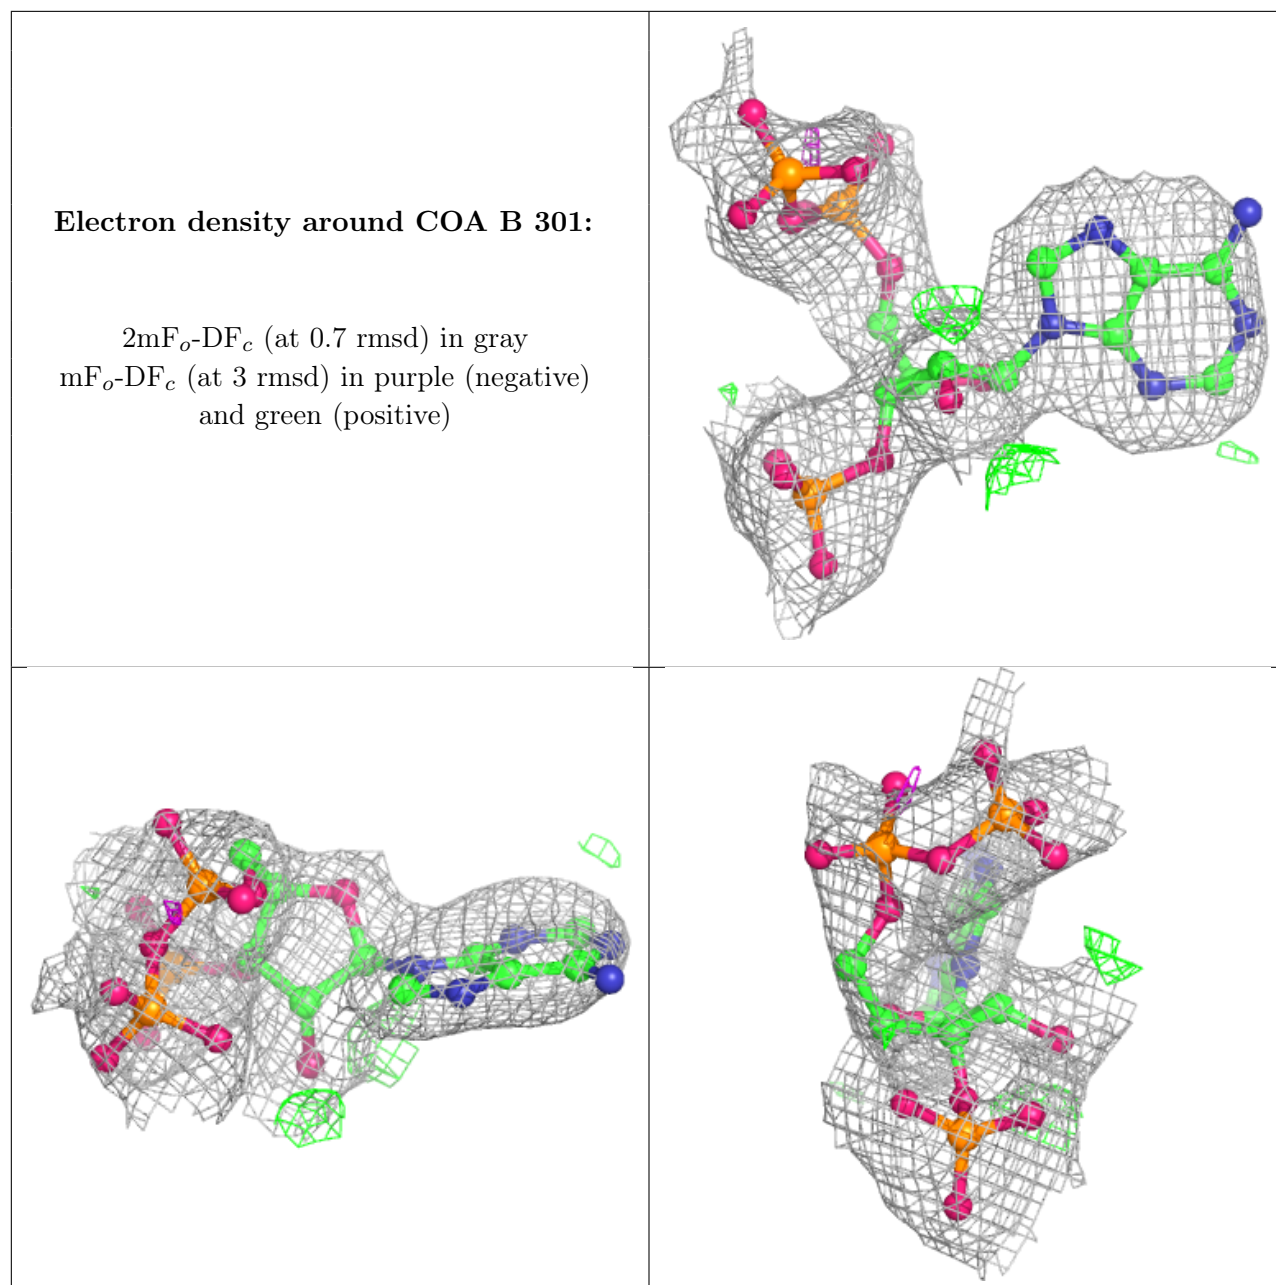 Electron density around COA B 301:
2mFo-DFc (at 0.7 rmsd) in gray
mFo-DFc (at 3 rmsd) in purple (negative)
and green (positive)